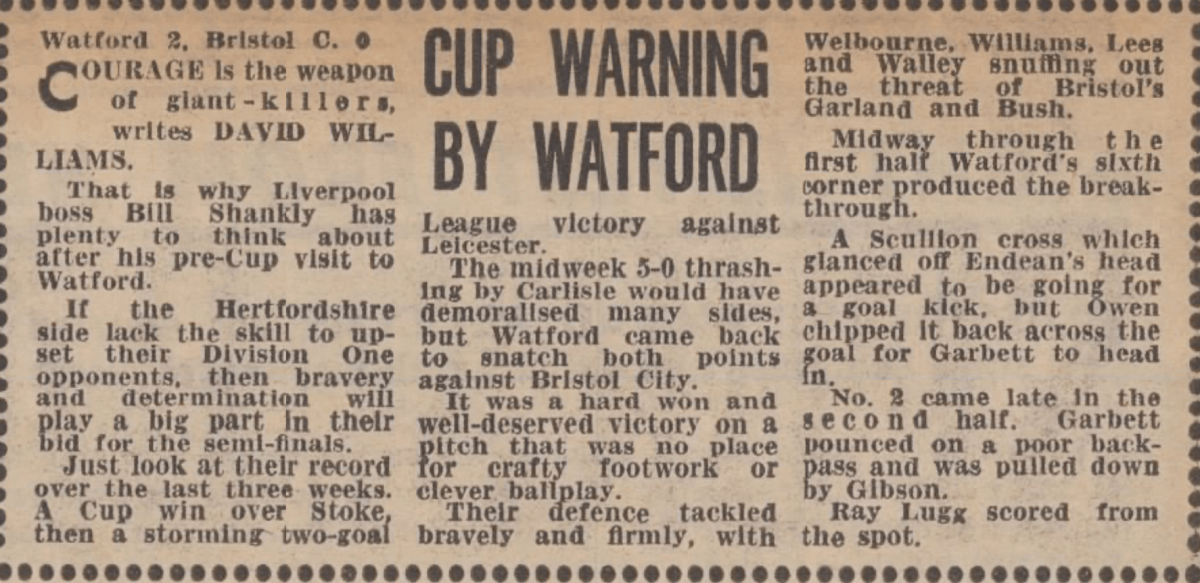 Watford 2, Bristol C. 0
COURAGE is the weapon
of giant-killers,
writes DAVID WIL-
LIAMS.
That is why Liverpool
boss Bill Shankly has
plenty to think about
after his pre-Cup visit to
Watford.
If the Hertfordshire
side lack the skill to up-
set their Division One
opponents, then bravery
and determination will
play a big part in their
bid for the semi-finals.
Just look at their record
over the last three weeks.
A Cup win over Stoke,
then a storming two-goal
CUP WARNING
BY WATFORD
League victory against
Leicester.
The midweek 5-0 thrash-
ing by Carlisle would have
demoralised many sides,
but Watford came back
to snatch both points
against Bristol City.
It was a hard won and
well-deserved victory on a
pitch that was no place
for crafty footwork or
clever ballplay.
Their defence tackled
bravely and firmly, with
Welbourne, Williams, Lees
and Walley snuffing out
the threat of Bristol's
Garland and Bush.
Midway through the
first half Watford's sixth
corner produced the break-
through.
A Scullion cross which
glanced off Endean's head
appeared to be going for
a goal kick, but Owen
chipped it back across the
goal for Garbett to head
in.
No. 2 came late in the
second half. Garbett
pounced on a poor back-
pass and was pulled down
by Gibson.
Ray Lugg scored from
the spot.